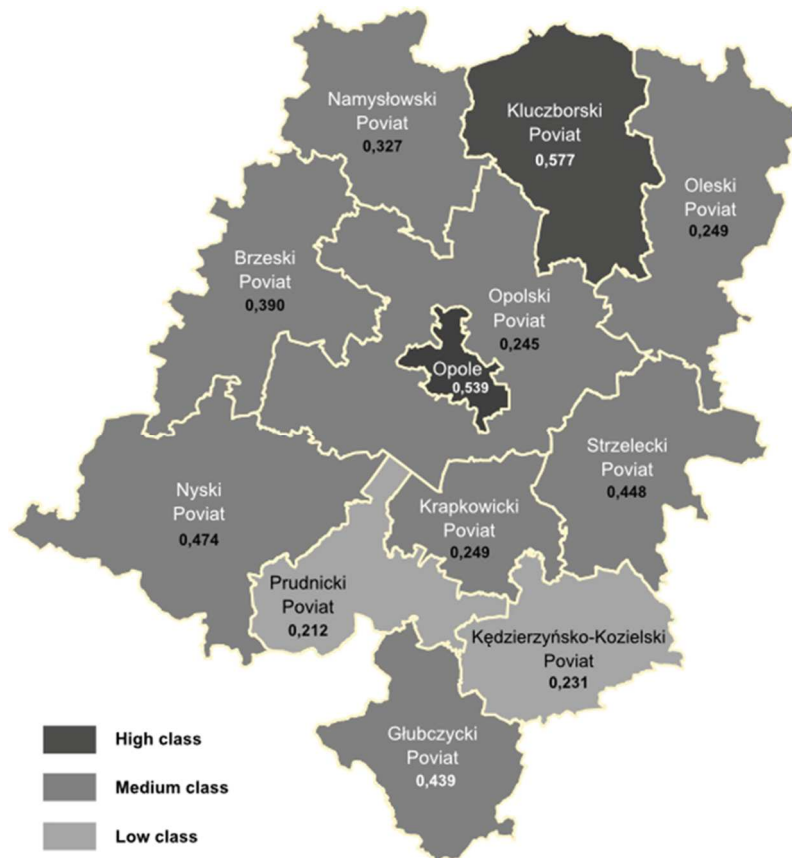 Namysłowski
Poviat
0,327
Kluczborski
Poviat
0,577
Oleski
Poviat
0,249
Brzeski
Poviat
0,390
Opolski
Poviat
0,245
Opole
0,539
Strzelecki
Poviat
0,448
Nyski
Poviat
0,474
Krapkowicki
Poviat
0,249
Prudnicki
Poviat
0,212
Kędzierzyńsko-Kozielski
Poviat
0,231
Głubczycki
Poviat
0,439
High class
Medium class
Low class